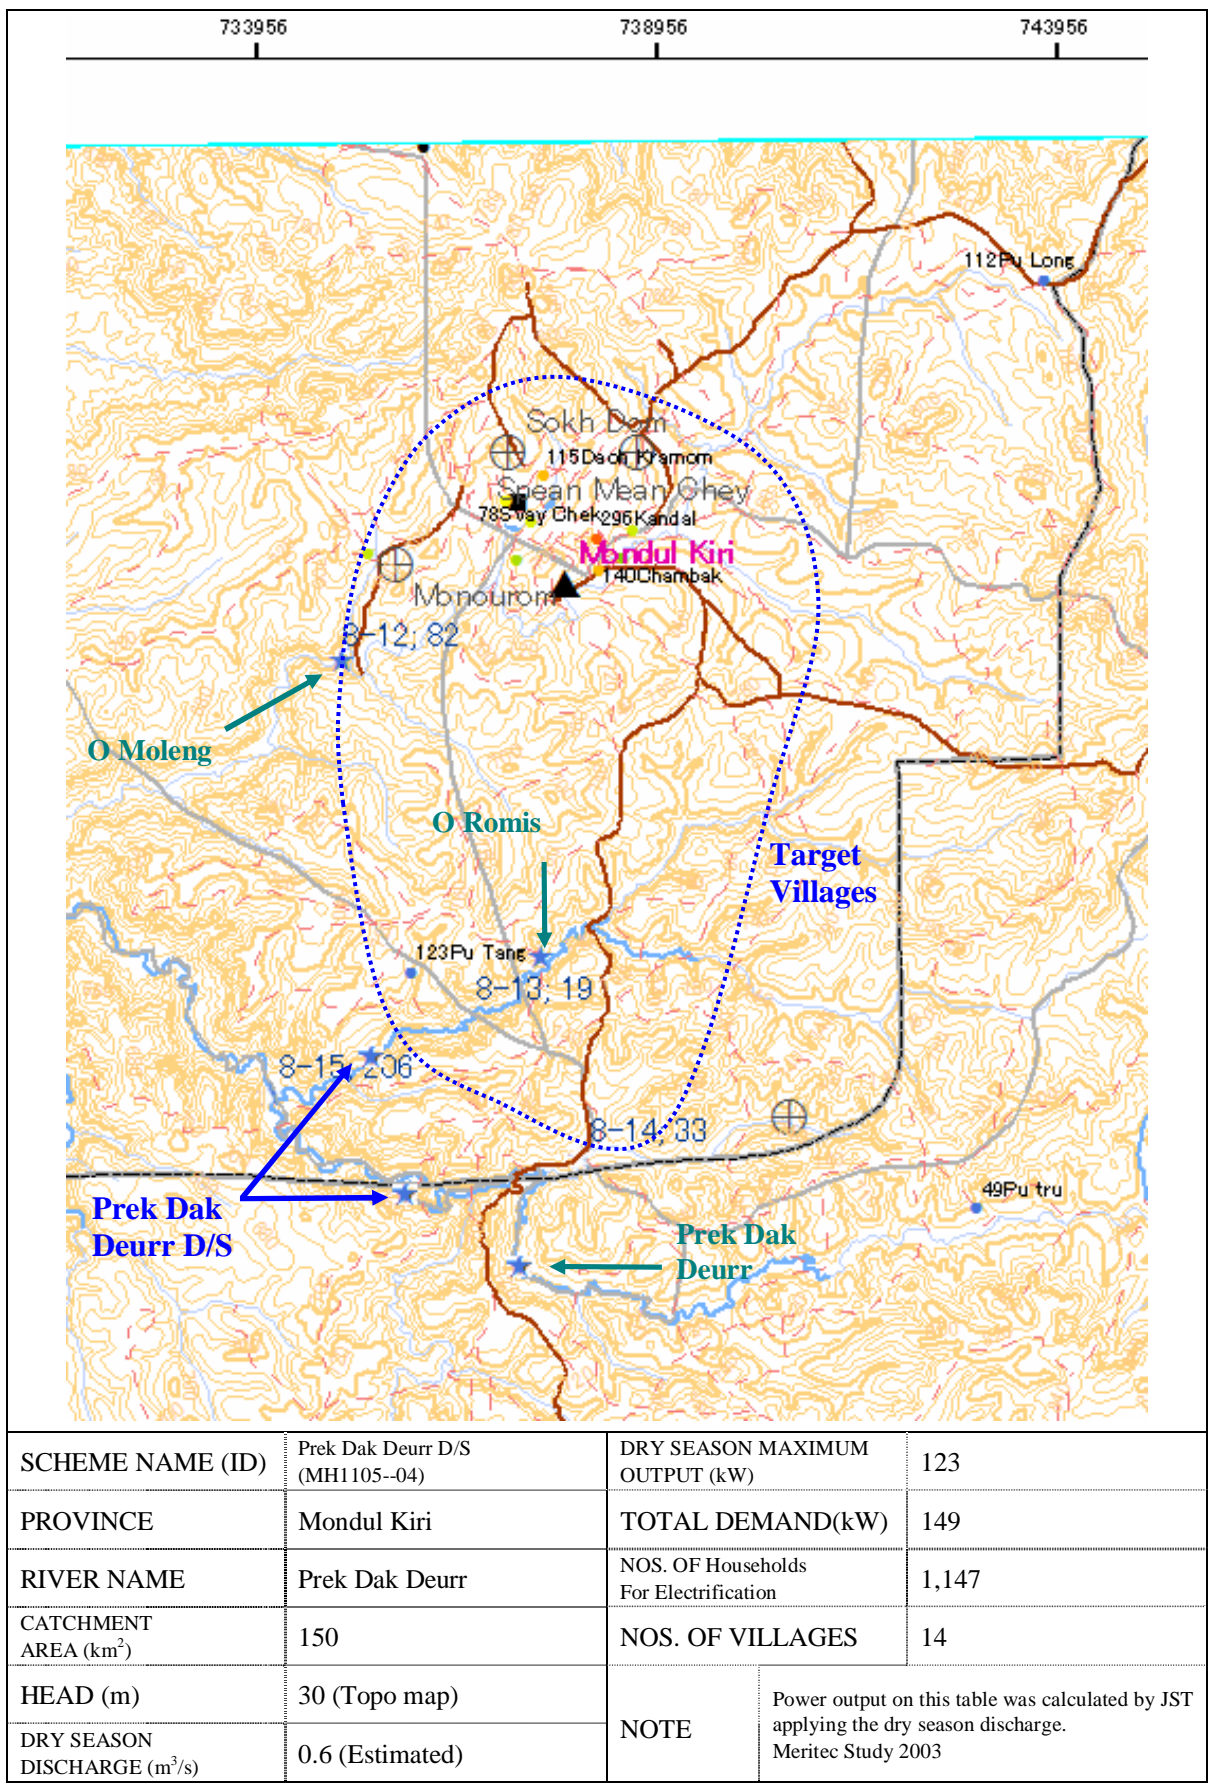 733956
738956
743956
112Pu Long
Sokh Dom
115Daoh Kramom
Spean Mean Chey
78Svay Chek
296Kandal
Mondul Kiri
140Chambak
Monourom
8-12; 82
O Moleng
O Romis
Target
Villages
123Pu Tang
8-13; 19
8-15; 206
8-14; 33
49Pu tru
Prek Dak
Deurr D/S
Prek Dak
Deurr
SCHEME NAME (ID)
Prek Dak Deurr D/S
(MH1105--04)
DRY SEASON MAXIMUM
OUTPUT (kW)
123
PROVINCE
Mondul Kiri
TOTAL DEMAND(kW)
149
RIVER NAME
Prek Dak Deurr
NOS. OF Households
For Electrification
1,147
CATCHMENT
AREA (km²)
150
NOS. OF VILLAGES
14
HEAD (m)
30 (Topo map)
NOTE
Power output on this table was calculated by JST
applying the dry season discharge.
Meritec Study 2003
DRY SEASON
DISCHARGE (m³/s)
0.6 (Estimated)